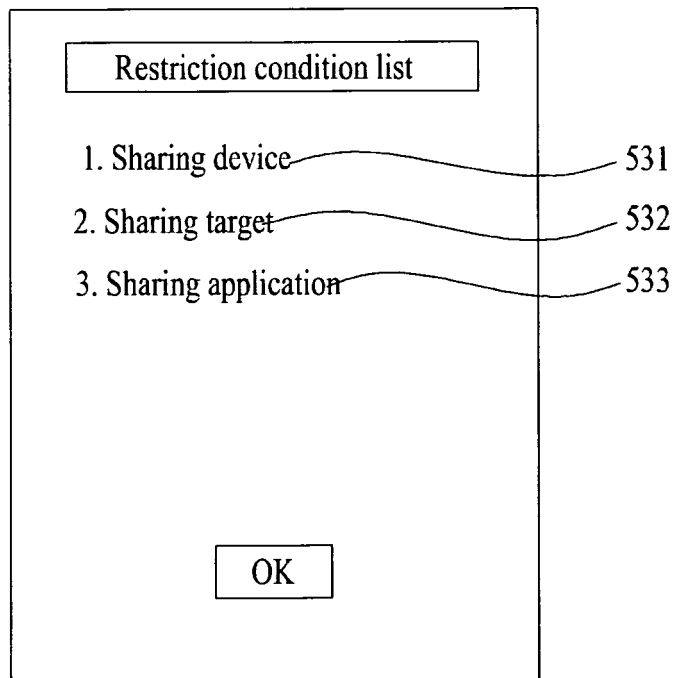 Restriction condition list
1. Sharing device 531
2. Sharing target 532
3. Sharing application 533
OK